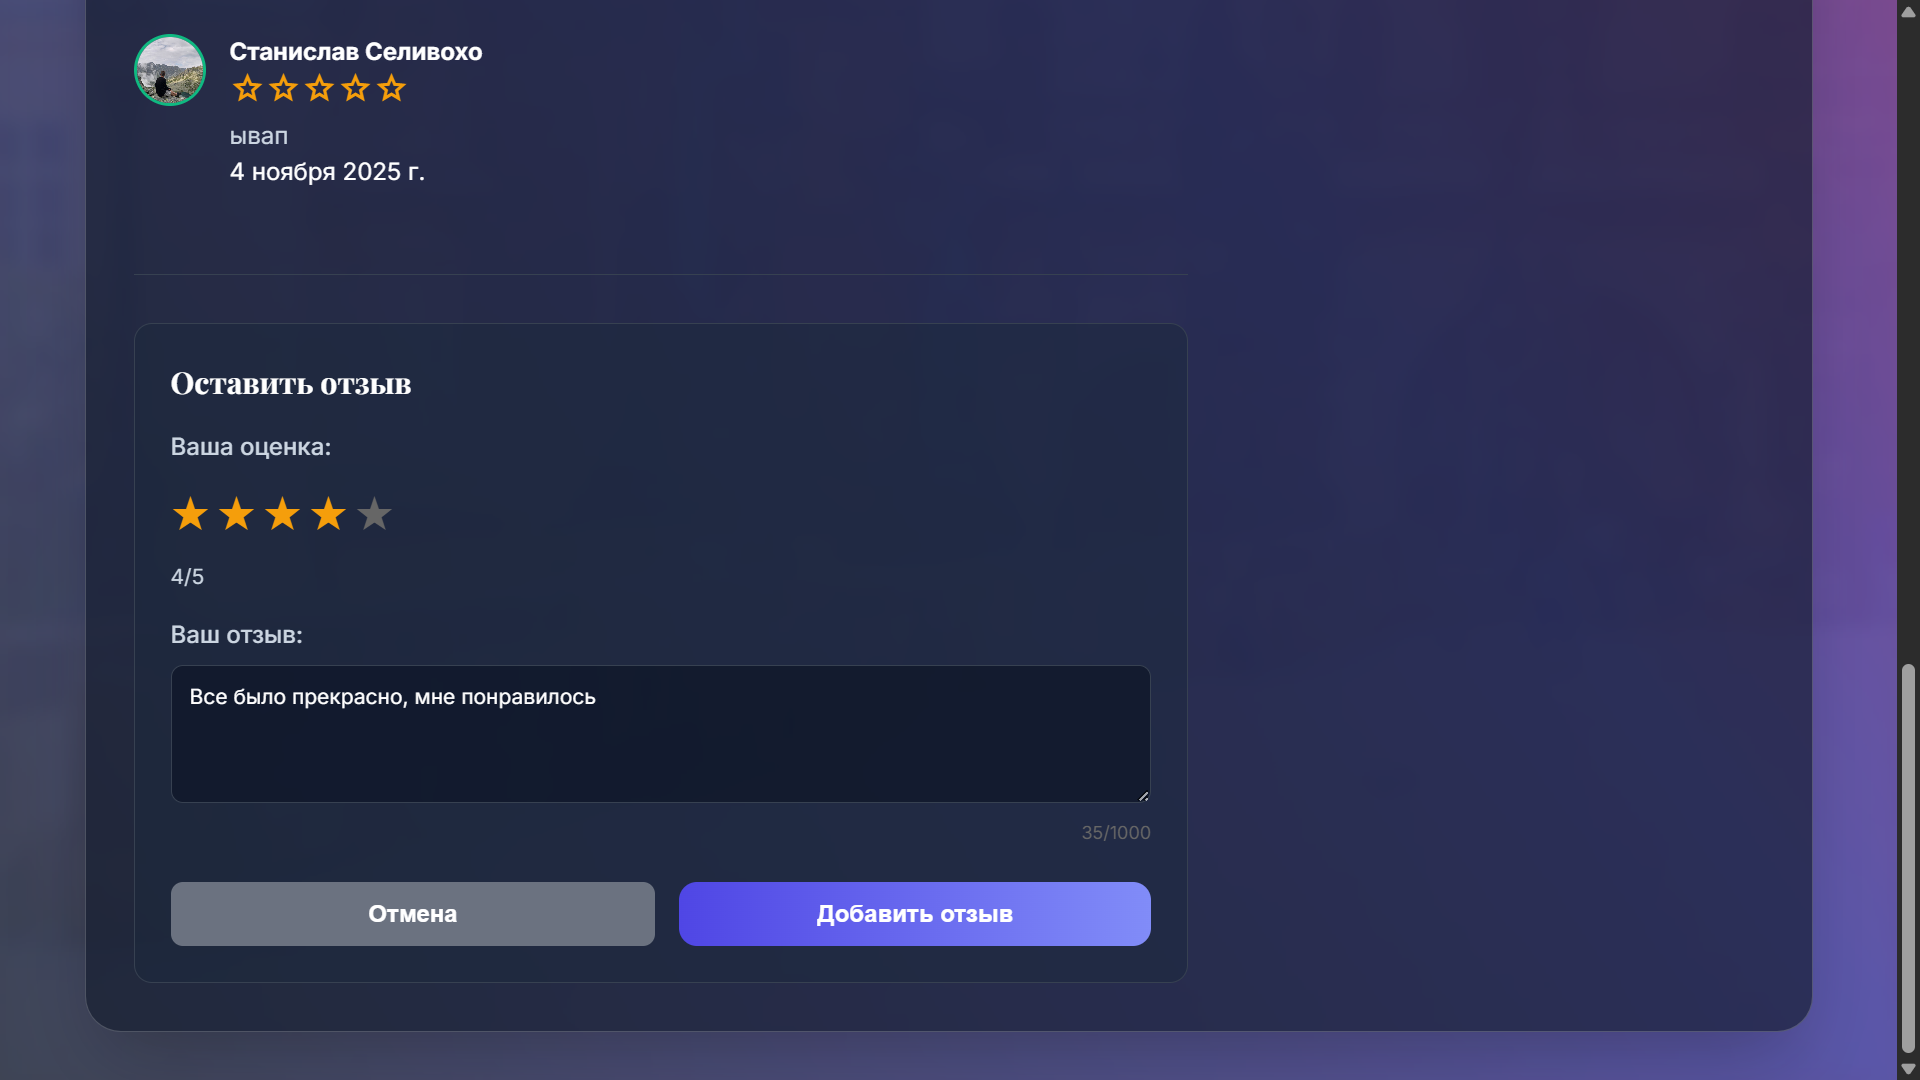 Станислав Селивохо
ывап
4 ноября 2025 г.
Оставить отзыв
Ваша оценка:
4/5
Ваш отзыв:
Все было прекрасно, мне понравилось
35/1000
Отмена
Добавить отзыв